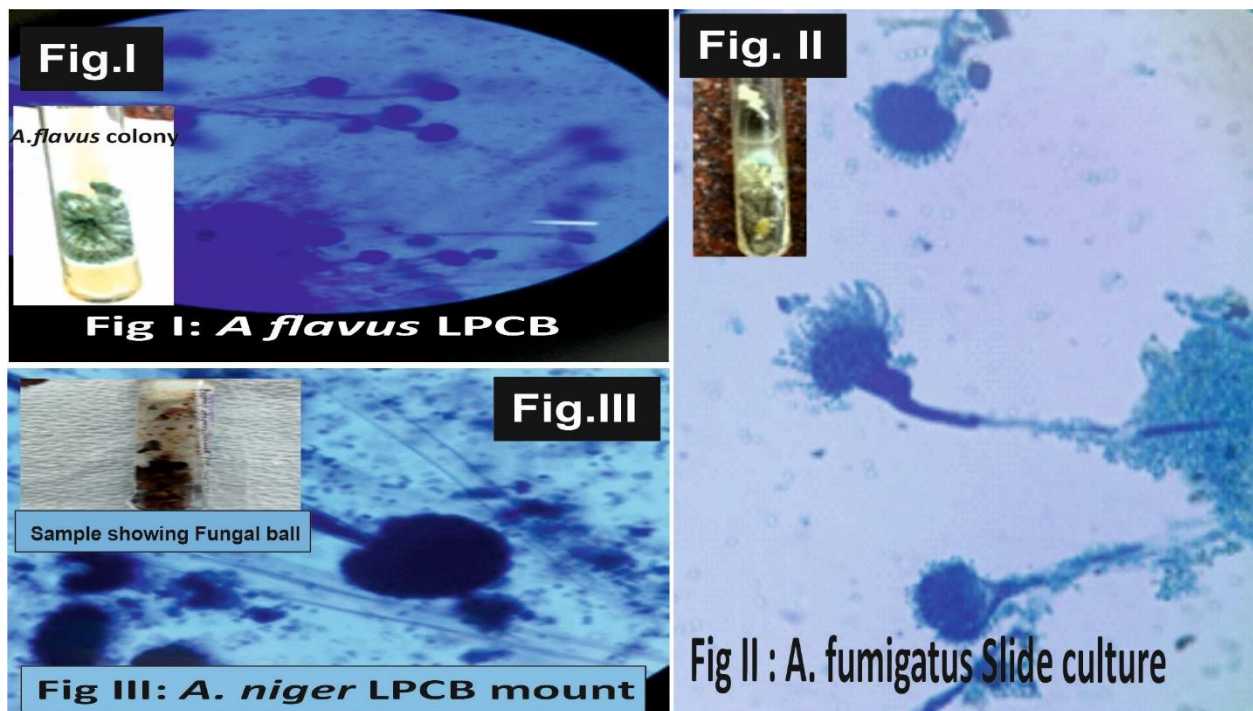 Fig.I
A.flavus colony
Fig I: A flavus LPCB
Fig. II
Fig II : A. fumigatus Slide culture
Fig.III
Sample showing Fungal ball
Fig III: A. niger LPCB mount